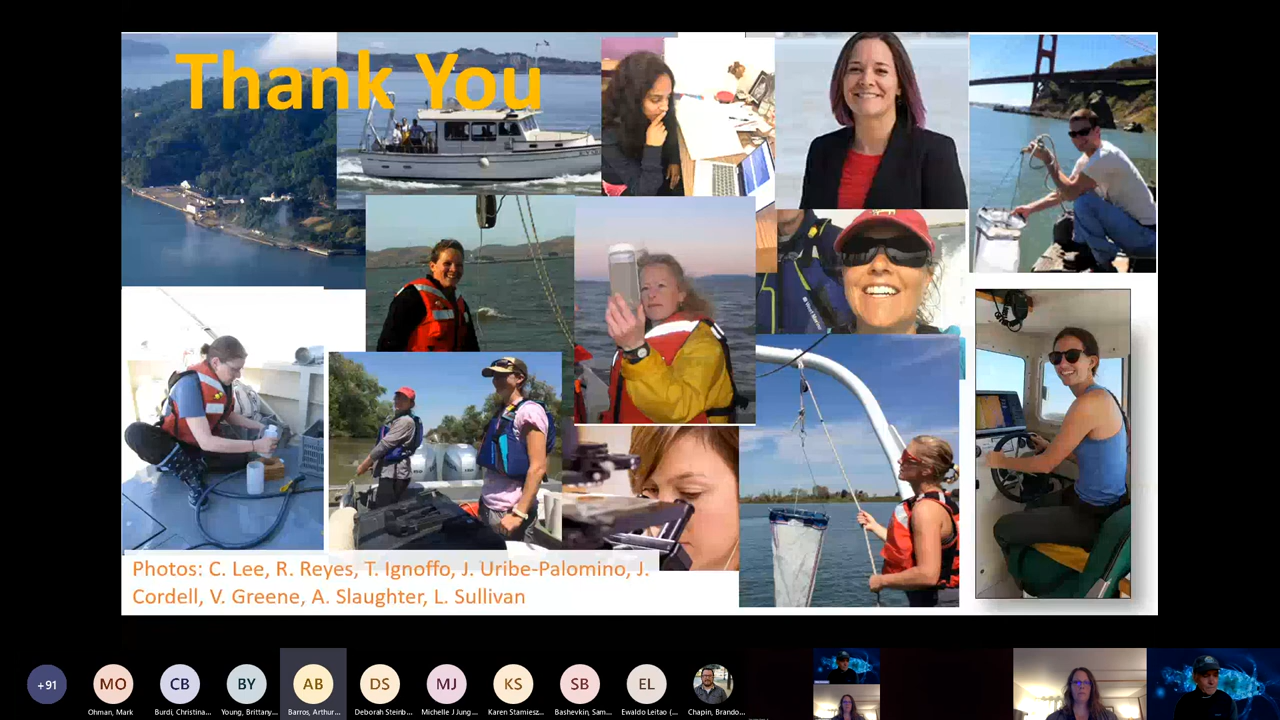 Thank You
Photos: C. Lee, R. Reyes, T. Ignoffo, J. Uribe-Palomino, J.
Cordell, V. Greene, A. Slaughter, L. Sullivan
+91
MO
CB
BY
AB
DS
MJ
KS
SB
EL
Ohman, Mark
Burdi, Christina...
Young, Brittany...
Barros, Arthur...
Deborah Steinb...
Michelle J Jung...
Karen Stamiesz...
Bashevkin, Sam...
Ewaldo Leitao (...
Chapin, Brando...